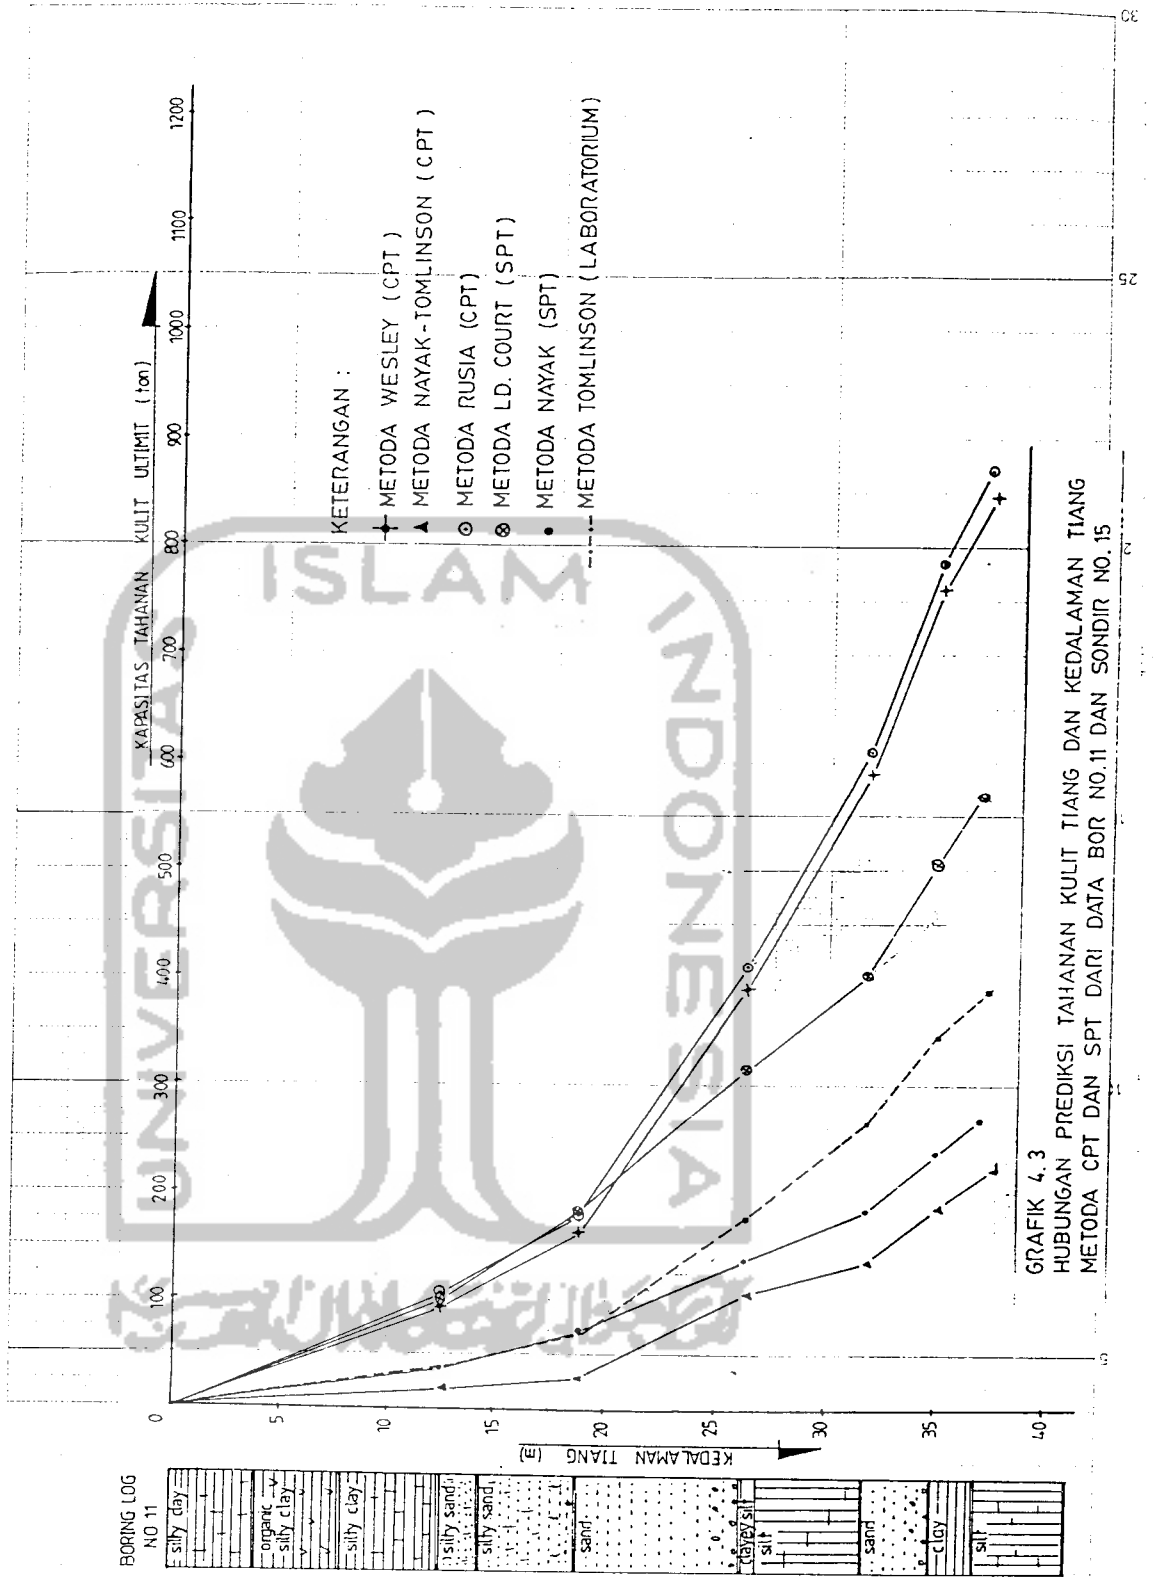 30
25
5
KAPASITAS TAHANAN KULIT ULTIMIT (ton)
100
200
300
400
500
600
700
800
900
1000
1100
1200
KETERANGAN :
METODA WESLEY (CPT)
METODA NAYAK-TOMLINSON (CPT)
METODA RUSIA (CPT)
METODA LD. COURT (SPT)
METODA NAYAK (SPT)
METODA TOMLINSON (LABORATORIUM)
0
5
10
15
20
25
30
35
40
KEDALAMAN TIANG (m)
BORING LOG
NO 11
silty clay
organic
silty clay
silty clay
silty sand
silty sand
sand
clayey silt
silt
sand
clay
silt
UNIVERSITAS
ISLAM
INDONESIA
GRAFIK 4.3
HUBUNGAN PREDIKSI TAHANAN KULIT TIANG DAN KEDALAMAN TIANG
METODA CPT DAN SPT DARI DATA BOR NO.11 DAN SONDIR NO.15